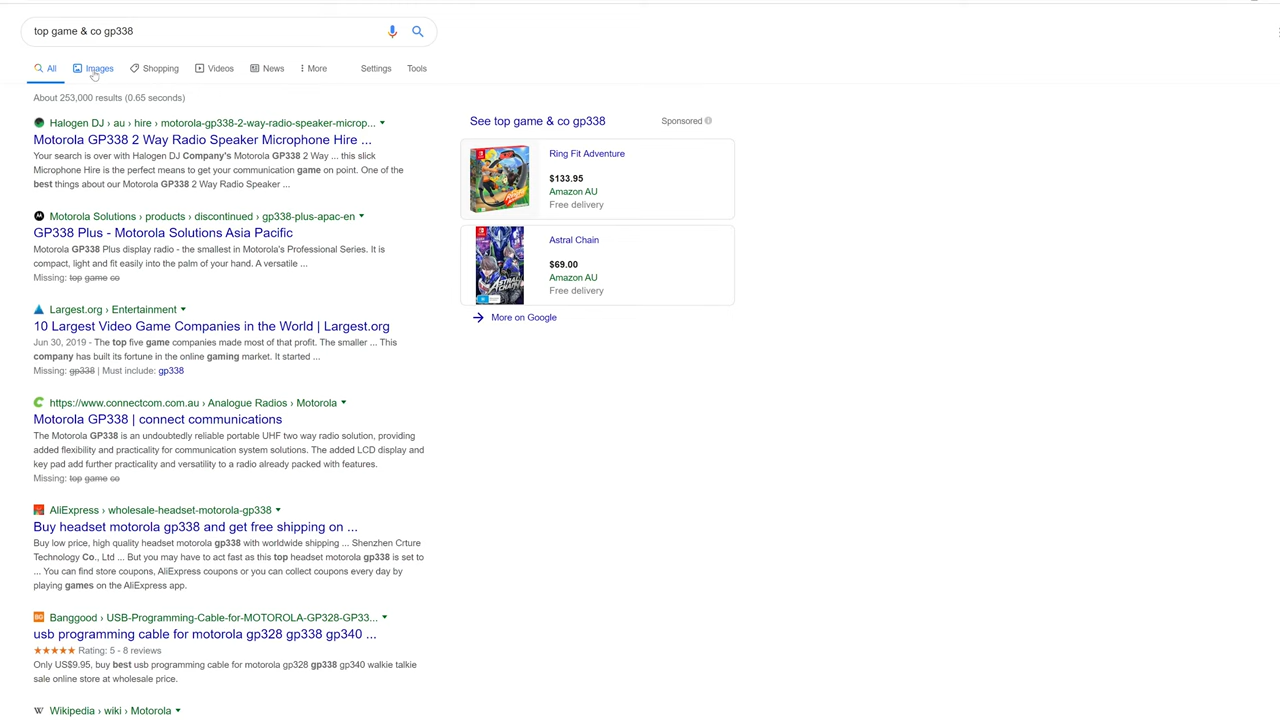 top game & co gp338
All Images Shopping Videos News More Settings Tools
About 253,000 results (0.65 seconds)
Halogen DJ › au › hire › motorola-gp338-2-way-radio-speaker-microp...
Motorola GP338 2 Way Radio Speaker Microphone Hire ...
Your search is over with Halogen DJ Company's Motorola GP338 2 Way ... this slick
Microphone Hire is the perfect means to get your communication game on point. One of the
best things about our Motorola GP338 2 Way Radio Speaker ...
Motorola Solutions › products › discontinued › gp338-plus-apac-en
GP338 Plus - Motorola Solutions Asia Pacific
Motorola GP338 Plus display radio - the smallest in Motorola's Professional Series. It is
compact, light and fit easily into the palm of your hand. A versatile ...
Missing: top game co
Largest.org › Entertainment
10 Largest Video Game Companies in the World | Largest.org
Jun 30, 2019 - The top five game companies made most of that profit. The smaller ... This
company has built its fortune in the online gaming market. It started ...
Missing: gp338 | Must include: gp338
https://www.connectcom.com.au › Analogue Radios › Motorola
Motorola GP338 | connect communications
The Motorola GP338 is an undoubtedly reliable portable UHF two way radio solution, providing
added flexibility and practicality for communication system solutions. The added LCD display and
key pad add further practicality and versatility to a radio already packed with features.
Missing: top game co
AliExpress › wholesale-headset-motorola-gp338
Buy headset motorola gp338 and get free shipping on ...
Buy low price, high quality headset motorola gp338 with worldwide shipping ... Shenzhen Crture
Technology Co., Ltd ... But you may have to act fast as this top headset motorola gp338 is set to
... You can find store coupons, AliExpress coupons or you can collect coupons every day by
playing games on the AliExpress app.
BG Banggood › USB-Programming-Cable-for-MOTOROLA-GP328-GP33...
usb programming cable for motorola gp328 gp338 gp340 ...
Rating: 5 - 8 reviews
Only US$9.95, buy best usb programming cable for motorola gp328 gp338 gp340 walkie talkie
sale online store at wholesale price.
W Wikipedia › wiki › Motorola
See top game & co gp338 Sponsored
Ring Fit Adventure
$133.95
Amazon AU
Free delivery
Astral Chain
$69.00
Amazon AU
Free delivery
ASTRAL CHAIN
More on Google